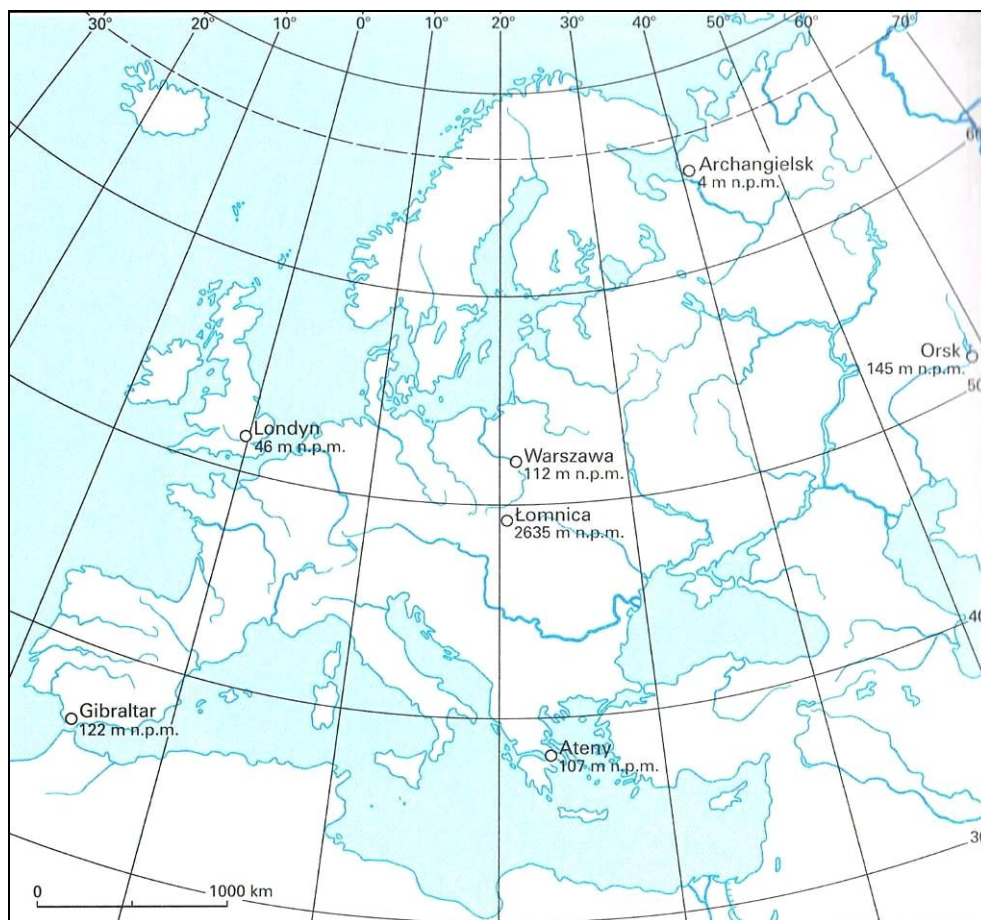 30° 20° 10° 0° 10° 20° 30° 40° 50° 60° 70°
Archangielsk
4 m n.p.m.
Orsk
145 m n.p.m.
50
Londyn
46 m n.p.m.
Warszawa
112 m n.p.m.
Łomnica
2635 m n.p.m.
40
Gibraltar
122 m n.p.m.
Ateny
107 m n.p.m.
30
0 1000 km